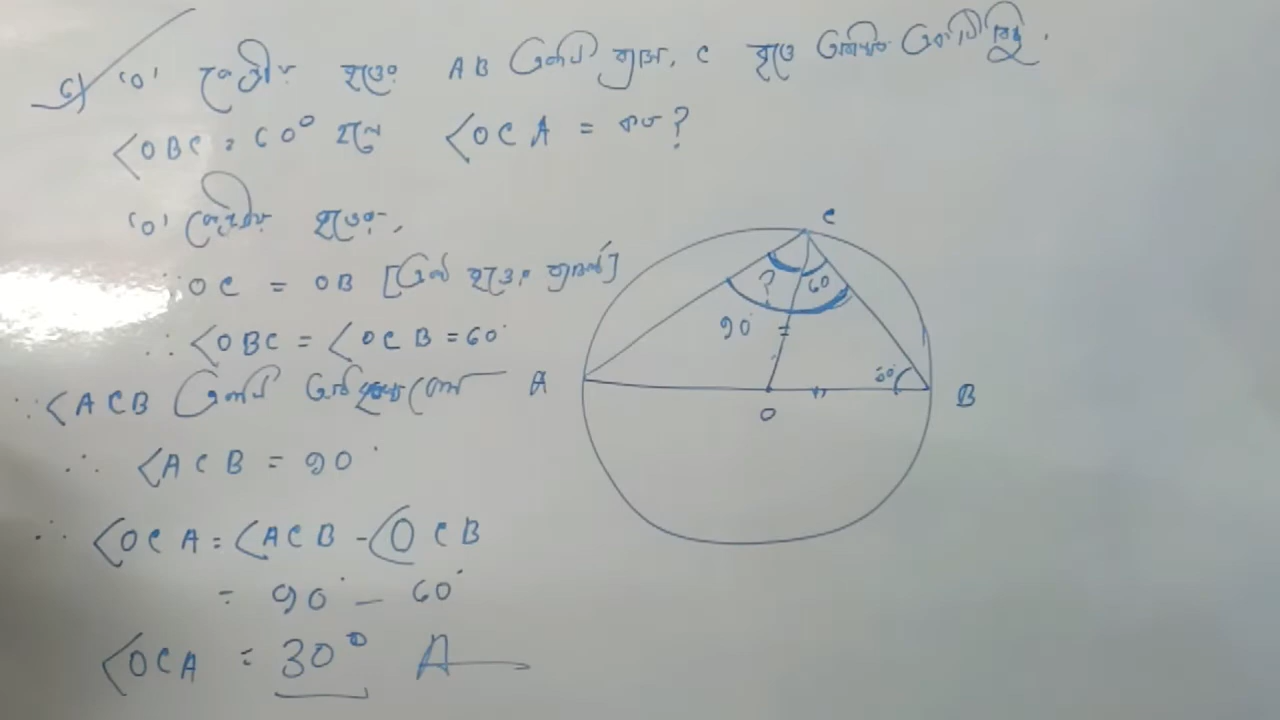 c) 'O' কেন্দ্রীয় বৃত্তের AB একটি ব্যাস, C বৃত্তে অবস্থিত একটি বিন্দু.
∠OBC = 60° হলে ∠OCA = কত ?
'O' কেন্দ্রীয় বৃত্তের,
∴ OC = OB [একই বৃত্তের ব্যাসার্ধ]
∴ ∠OBC = ∠OCB = 60°
∵ ∠ACB একটি অর্ধবৃত্তস্থ কোণ
∴ ∠ACB = 90°
∴ ∠OCA = ∠ACB - ∠OCB
= 90° - 60°
∠OCA = 30° A
C
? 60
90° =
A 60° B
O